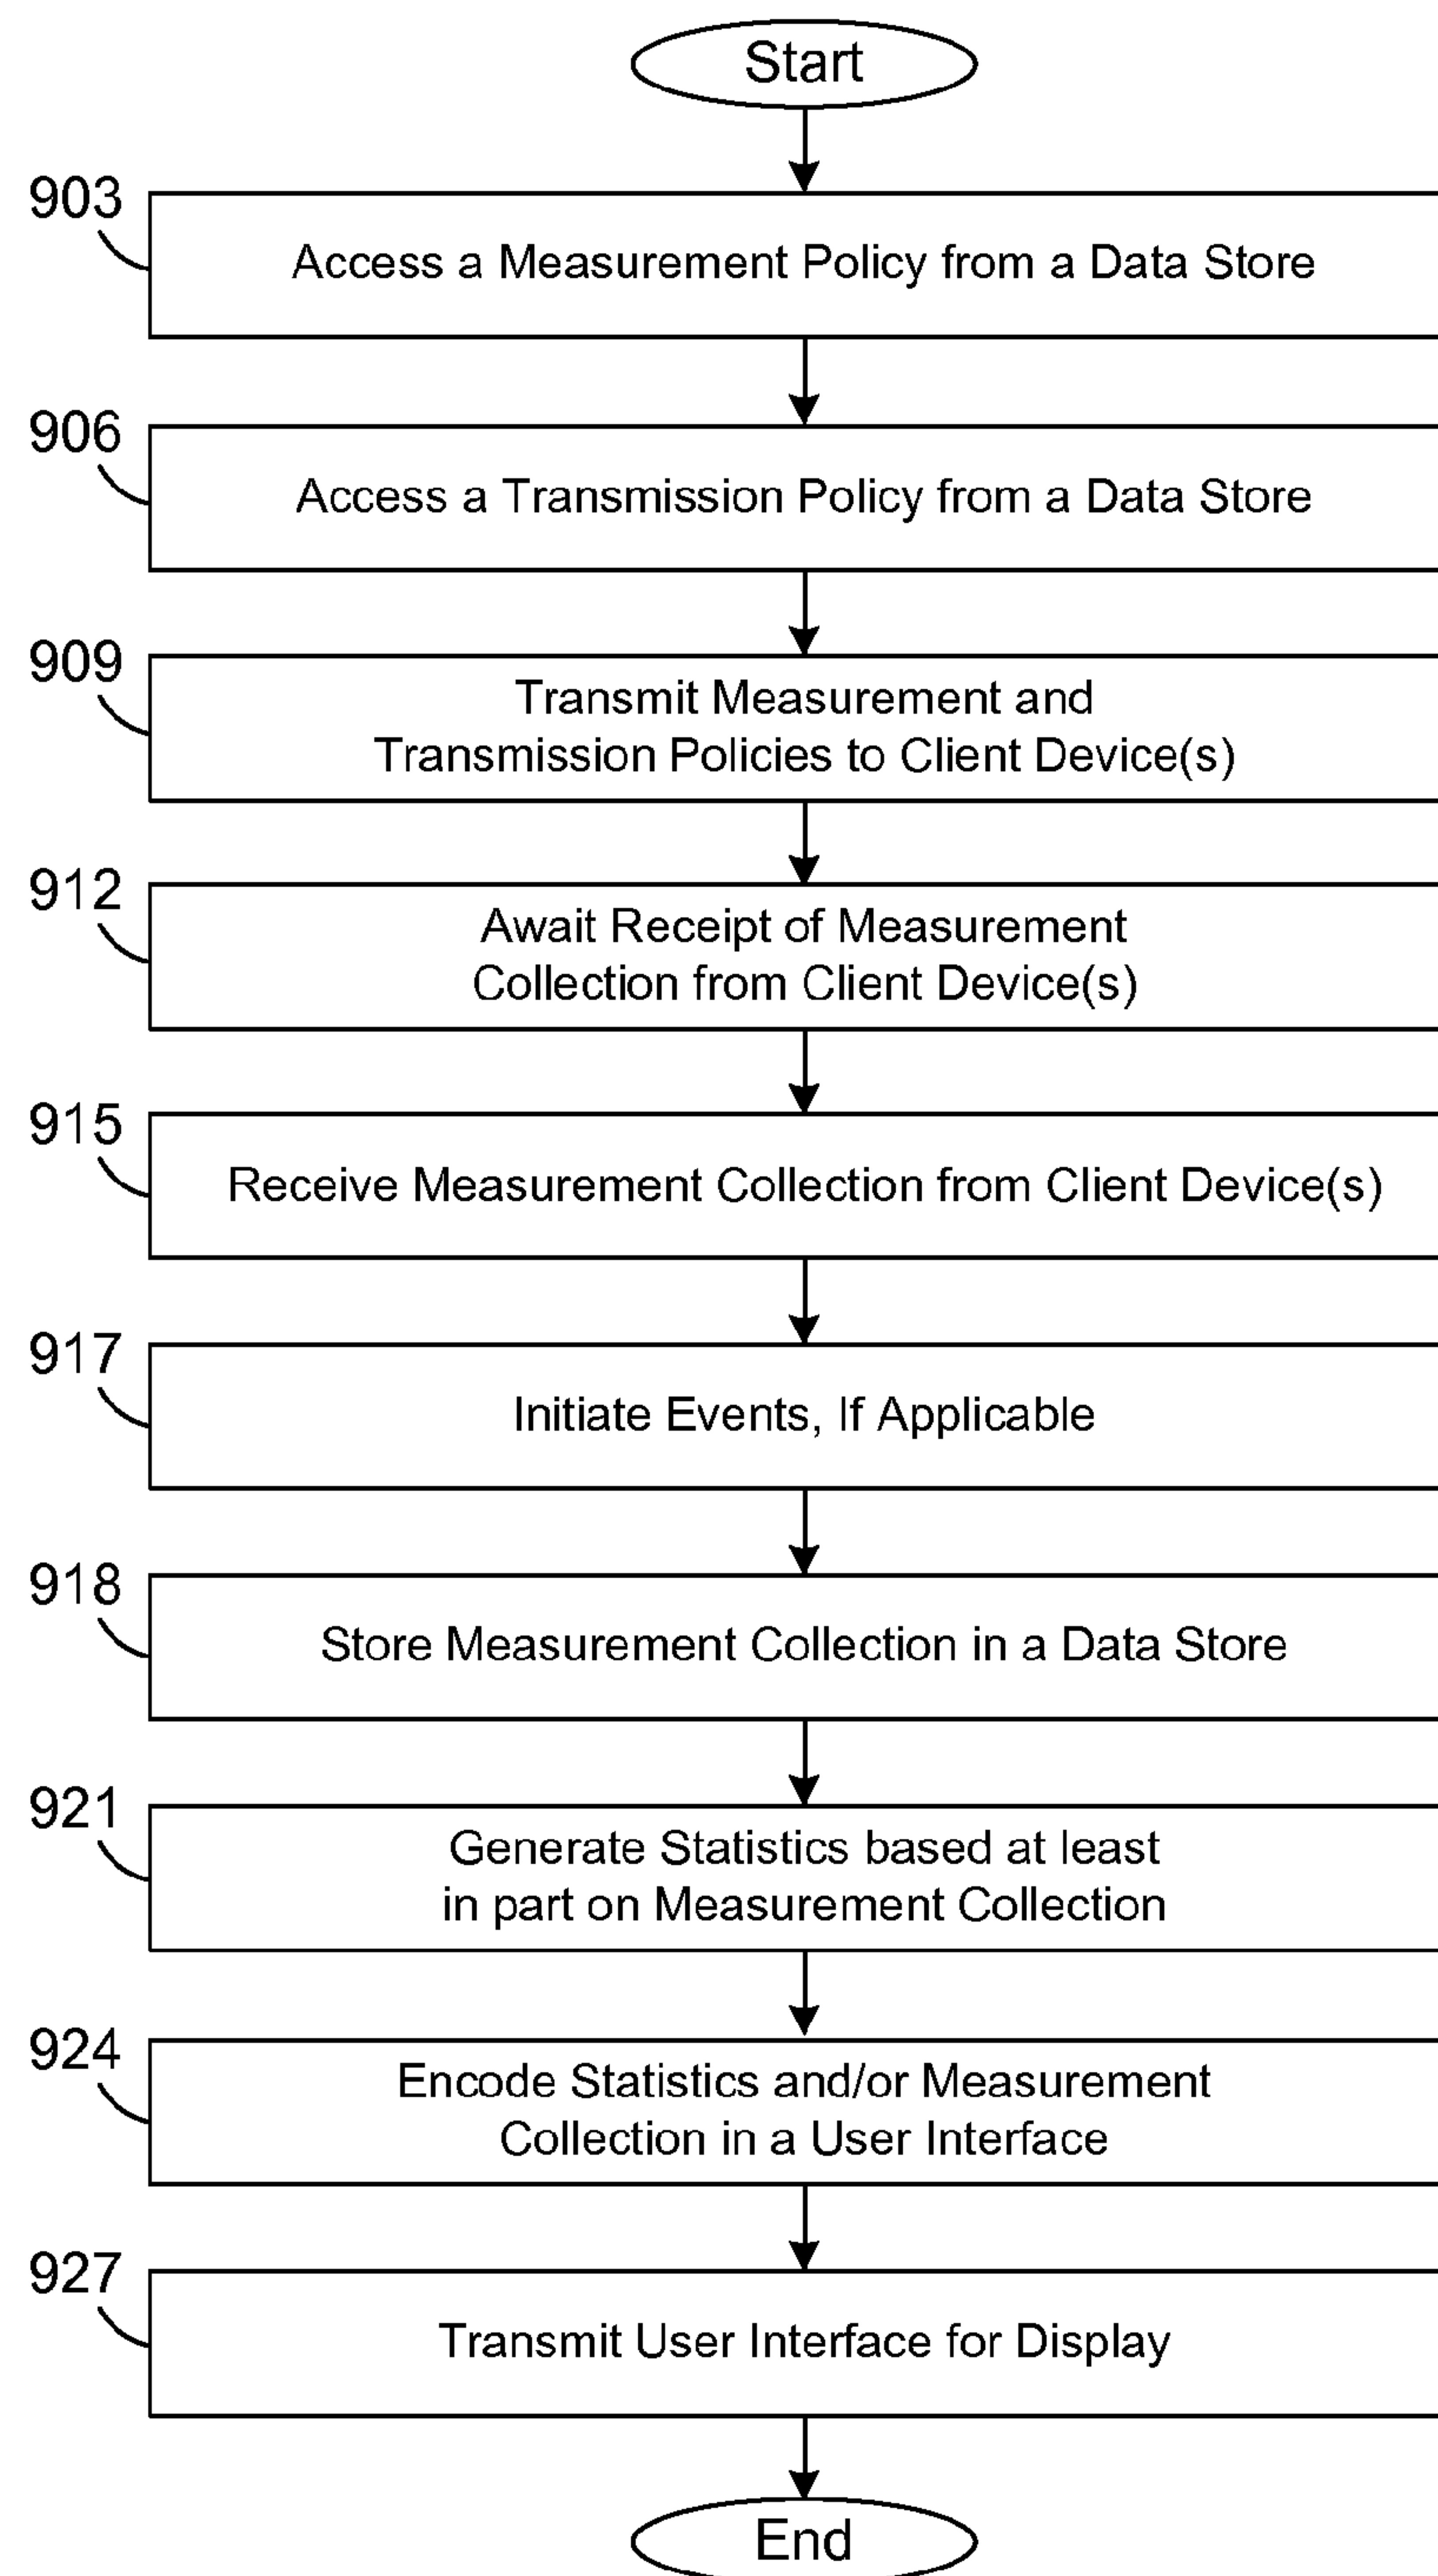 Start
903
Access a Measurement Policy from a Data Store
906
Access a Transmission Policy from a Data Store
909
Transmit Measurement and
Transmission Policies to Client Device(s)
912
Await Receipt of Measurement
Collection from Client Device(s)
915
Receive Measurement Collection from Client Device(s)
917
Initiate Events, If Applicable
918
Store Measurement Collection in a Data Store
921
Generate Statistics based at least
in part on Measurement Collection
924
Encode Statistics and/or Measurement
Collection in a User Interface
927
Transmit User Interface for Display
End